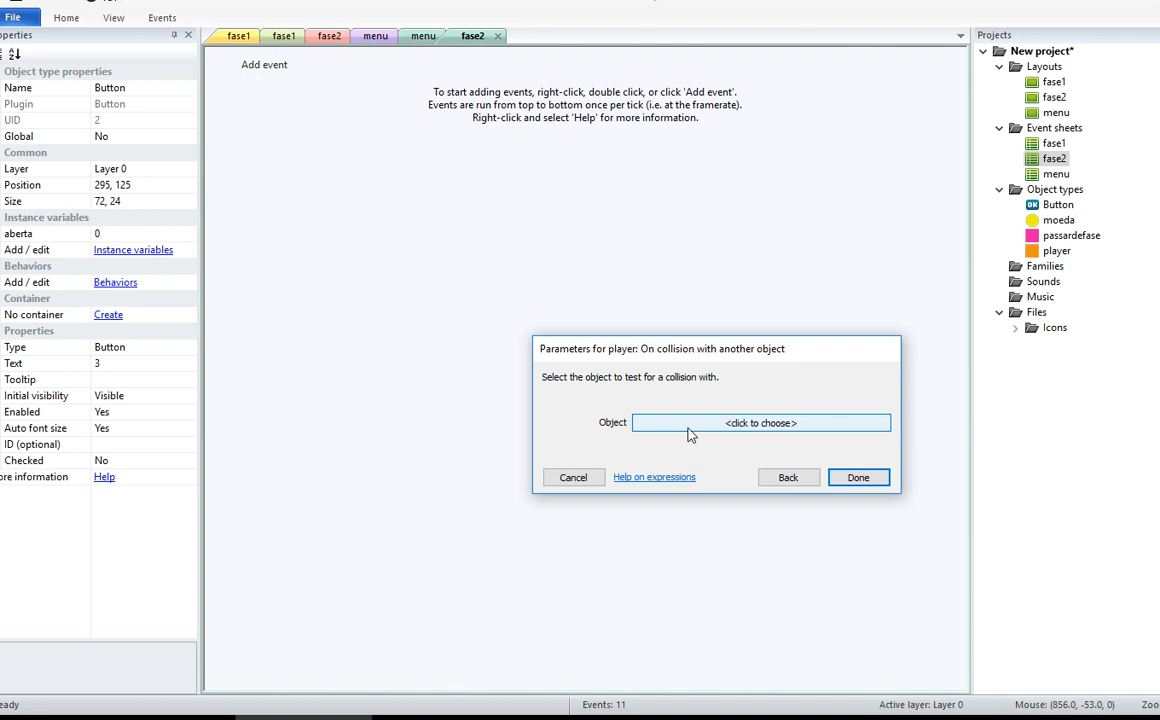 File Home View Events
operties
fase1 fase1 fase2 menu menu fase2
Projects
Object type properties
Name Button
Plugin Button
UID 2
Global No
Common
Layer Layer 0
Position 295, 125
Size 72, 24
Instance variables
aberta 0
Add / edit Instance variables
Behaviors
Add / edit Behaviors
Container
No container Create
Properties
Type Button
Text 3
Tooltip
Initial visibility Visible
Enabled Yes
Auto font size Yes
ID (optional)
Checked No
ore information Help
Add event
To start adding events, right-click, double click, or click 'Add event'.
Events are run from top to bottom once per tick (i.e. at the framerate).
Right-click and select 'Help' for more information.
Parameters for player: On collision with another object
Select the object to test for a collision with.
Object <click to choose>
Cancel Help on expressions Back Done
New project*
Layouts
fase1
fase2
menu
Event sheets
fase1
fase2
menu
Object types
OK Button
moeda
passardefase
player
Families
Sounds
Music
Files
Icons
eady Events: 11 Active layer: Layer 0 Mouse: (856.0, -53.0, 0) Zoo